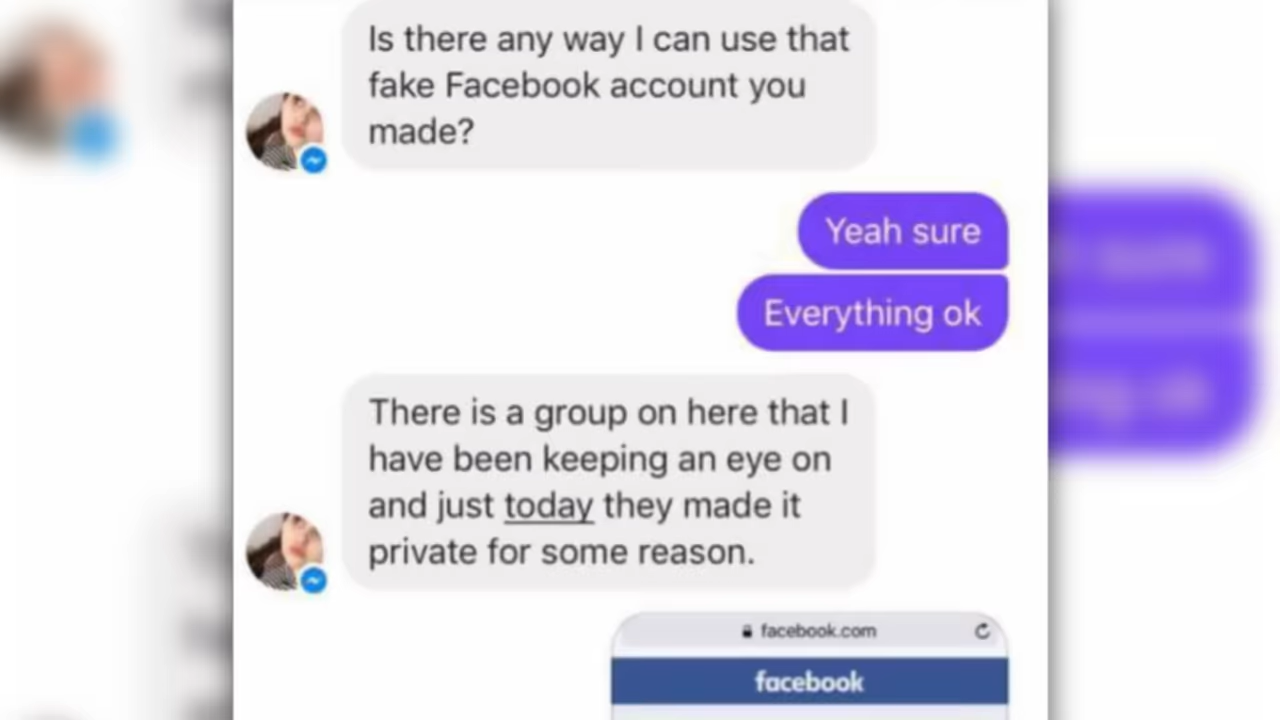 Is there any way I can use that
fake Facebook account you
made?
Yeah sure
Everything ok
There is a group on here that I
have been keeping an eye on
and just today they made it
private for some reason.
facebook.com
facebook